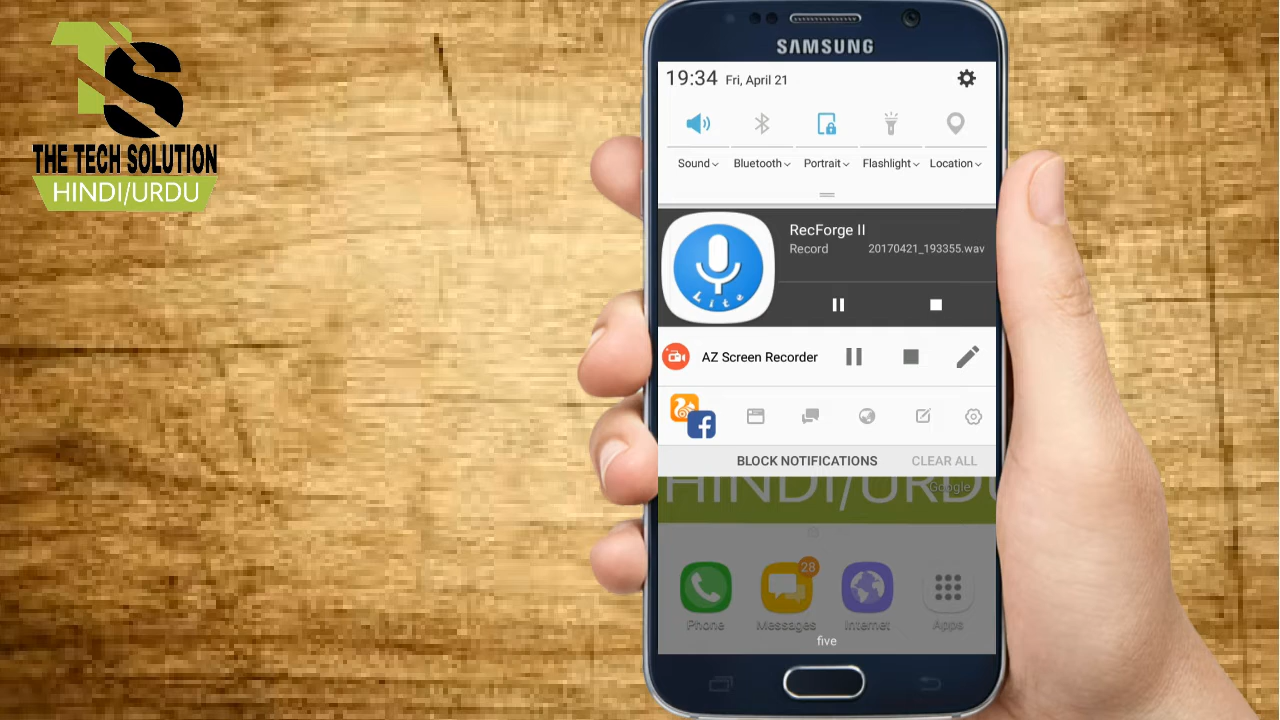 THE TECH SOLUTION
HINDI/URDU
SAMSUNG
19:34 Fri, April 21
Sound Bluetooth Portrait Flashlight Location
RecForge II
Record 20170421_193355.wav
Lite
AZ Screen Recorder
BLOCK NOTIFICATIONS CLEAR ALL
HINDI/URDU
Google
28
Phone Messages Internet Apps
five